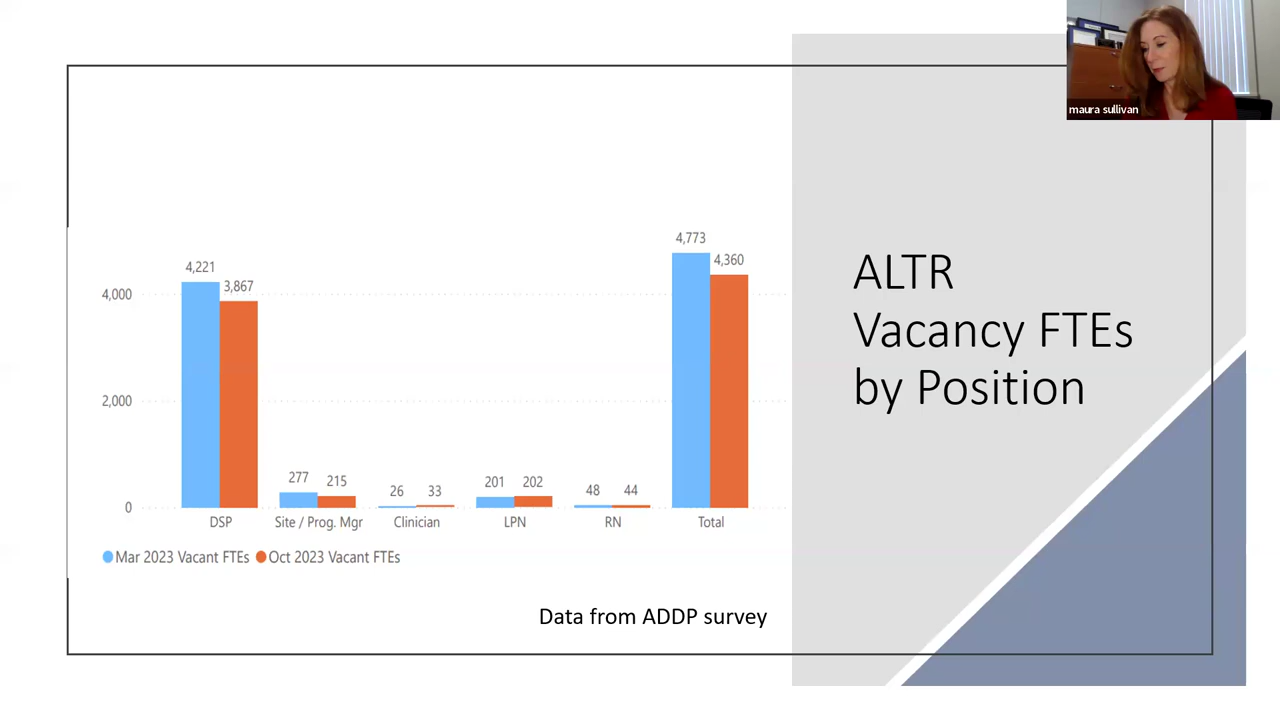 maura sullivan
ALTR
Vacancy FTEs
by Position
4,773
4,360
4,221
3,867
4,000
2,000
277
215
26
33
201
202
48
44
0
DSP
Site / Prog. Mgr
Clinician
LPN
RN
Total
Mar 2023 Vacant FTEs
Oct 2023 Vacant FTEs
Data from ADDP survey